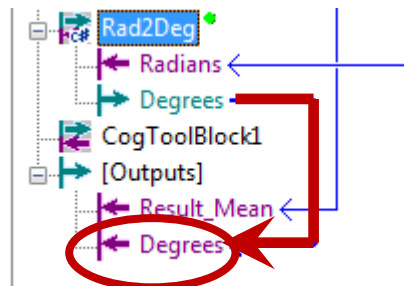 c#
Rad2Deg
Radians
Degrees
CogToolBlock1
[Outputs]
Result_Mean
Degrees